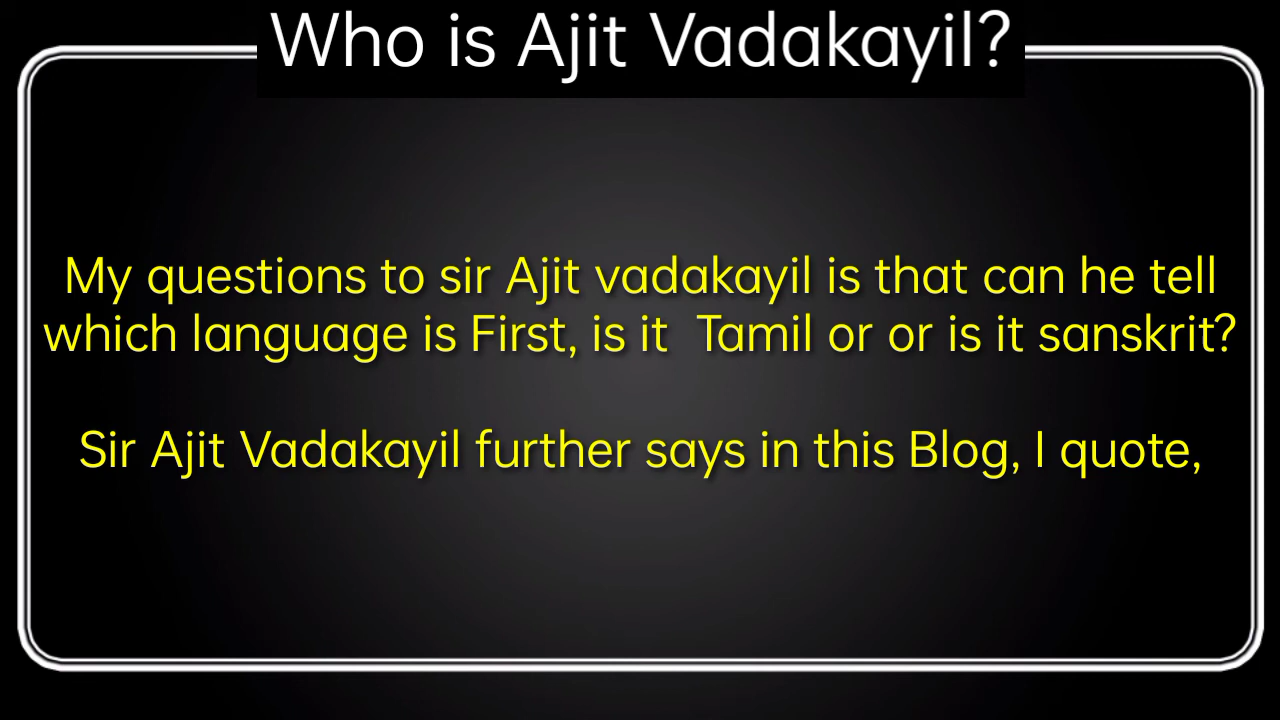 Who is Ajit Vadakayil?
My questions to sir Ajit vadakayil is that can he tell
which language is First, is it  Tamil or or is it sanskrit?
Sir Ajit Vadakayil further says in this Blog, I quote,